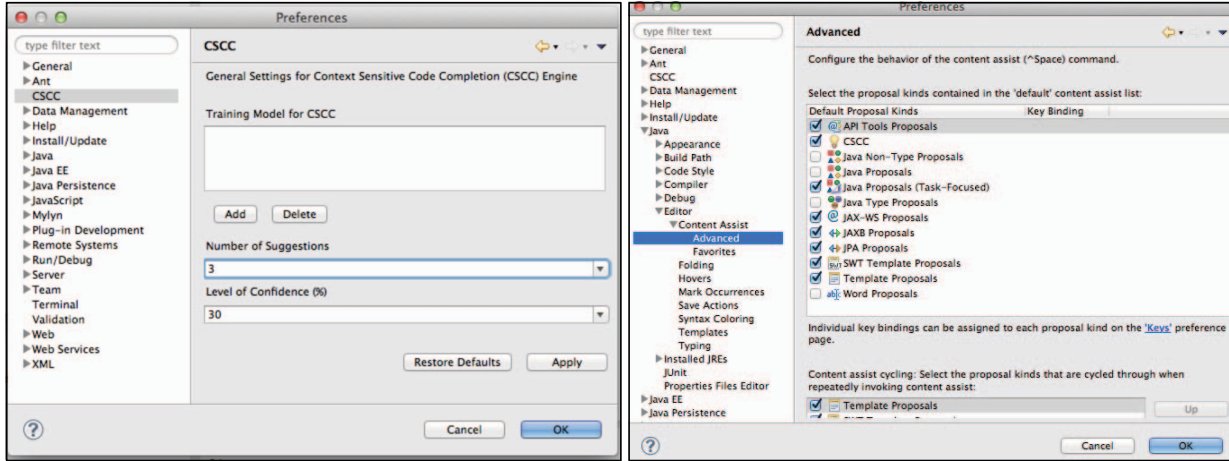 Preferences
type filter text
General
Ant
CSCC
Data Management
Help
Install/Update
Java
Java EE
Java Persistence
JavaScript
Mylyn
Plug-in Development
Remote Systems
Run/Debug
Server
Team
Terminal
Validation
Web
Web Services
XML
CSCC
General Settings for Context Sensitive Code Completion (CSCC) Engine
Training Model for CSCC
Add Delete
Number of Suggestions
3
Level of Confidence (%)
30
Restore Defaults Apply
? Cancel OK
Preferences
type filter text
General
Ant
CSCC
Data Management
Help
Install/Update
Java
Appearance
Build Path
Code Style
Compiler
Debug
Editor
Content Assist
Advanced
Favorites
Folding
Hovers
Mark Occurrences
Save Actions
Syntax Coloring
Templates
Typing
Installed JREs
JUnit
Properties Files Editor
Java EE
Java Persistence
Advanced
Configure the behavior of the content assist (^Space) command.
Select the proposal kinds contained in the 'default' content assist list:
Default Proposal Kinds Key Binding
API Tools Proposals
CSCC
Java Non-Type Proposals
Java Proposals
Java Proposals (Task-Focused)
Java Type Proposals
JAX-WS Proposals
JAXB Proposals
JPA Proposals
SWT Template Proposals
Template Proposals
Word Proposals
Individual key bindings can be assigned to each proposal kind on the 'Keys' preference
page.
Content assist cycling: Select the proposal kinds that are cycled through when
repeatedly invoking content assist:
Template Proposals
Up
? Cancel OK